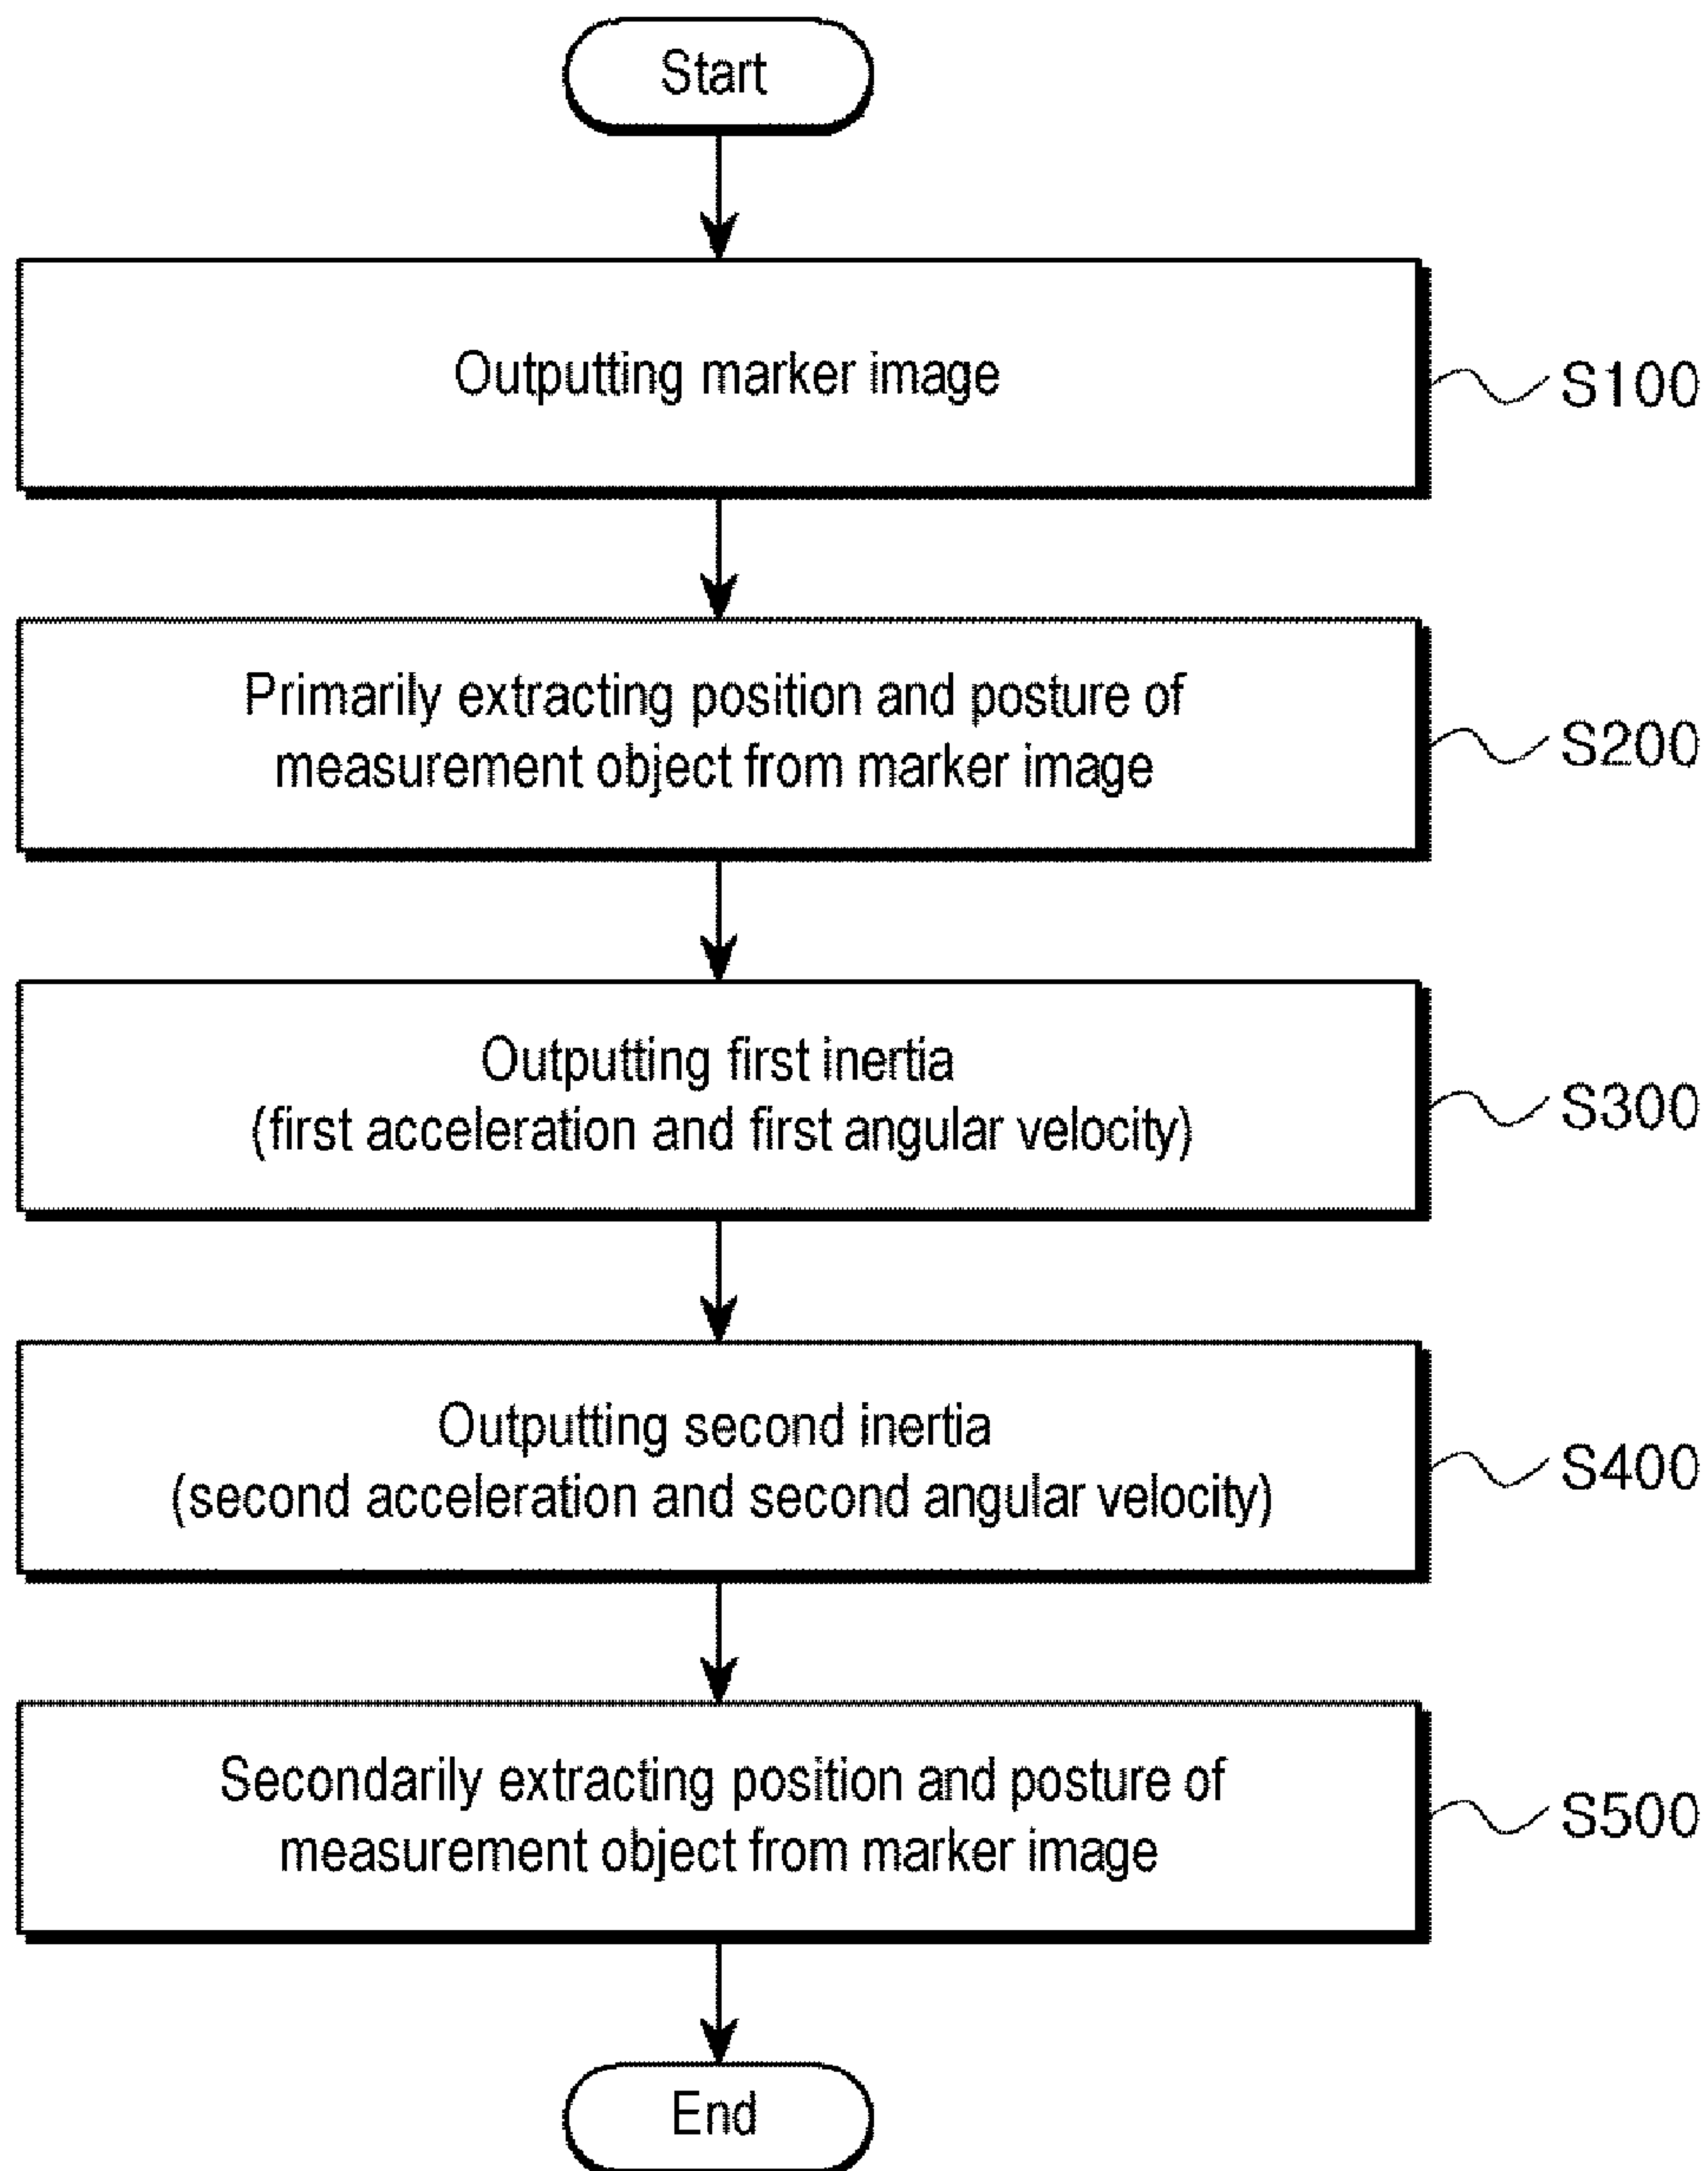 Start
Outputting marker image
S100
Primarily extracting position and posture of
measurement object from marker image
S200
Outputting first inertia
(first acceleration and first angular velocity)
S300
Outputting second inertia
(second acceleration and second angular velocity)
S400
Secondarily extracting position and posture of
measurement object from marker image
S500
End